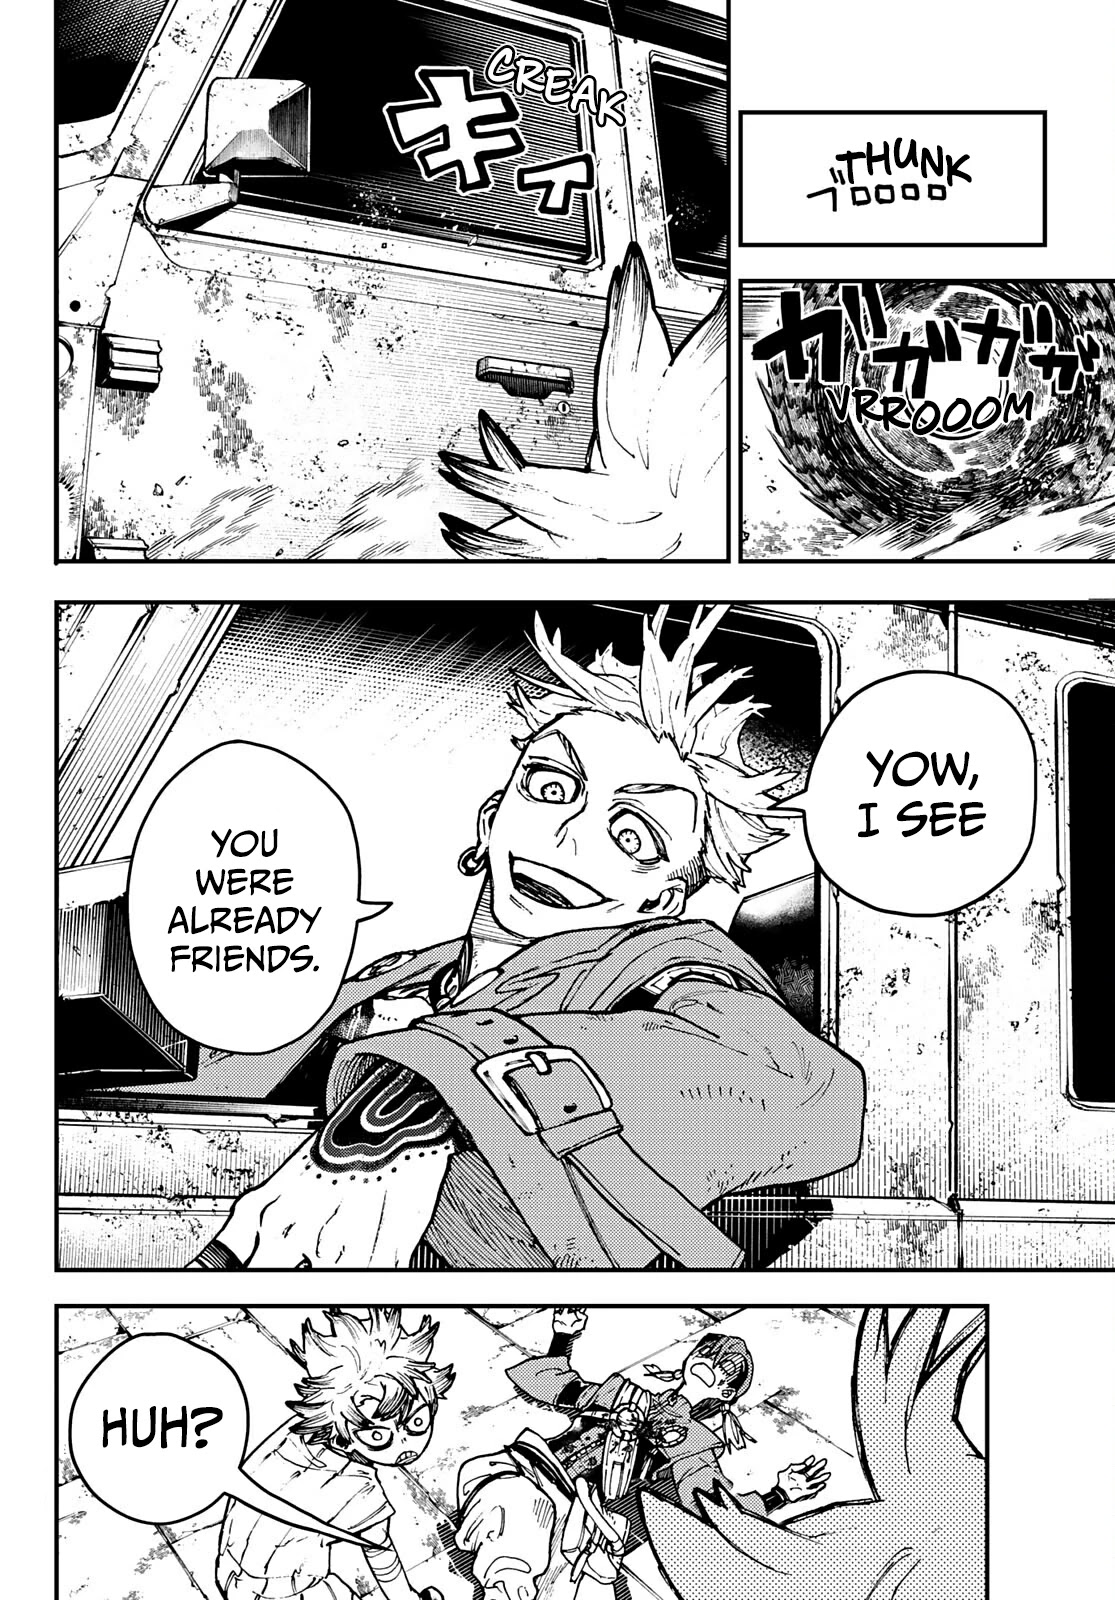 THUNK
ブロロロロ
ガガガガ
VRROOOM
CREAK
キィ
YOW,
I SEE
YOU
WERE
ALREADY
FRIENDS.
HUH?